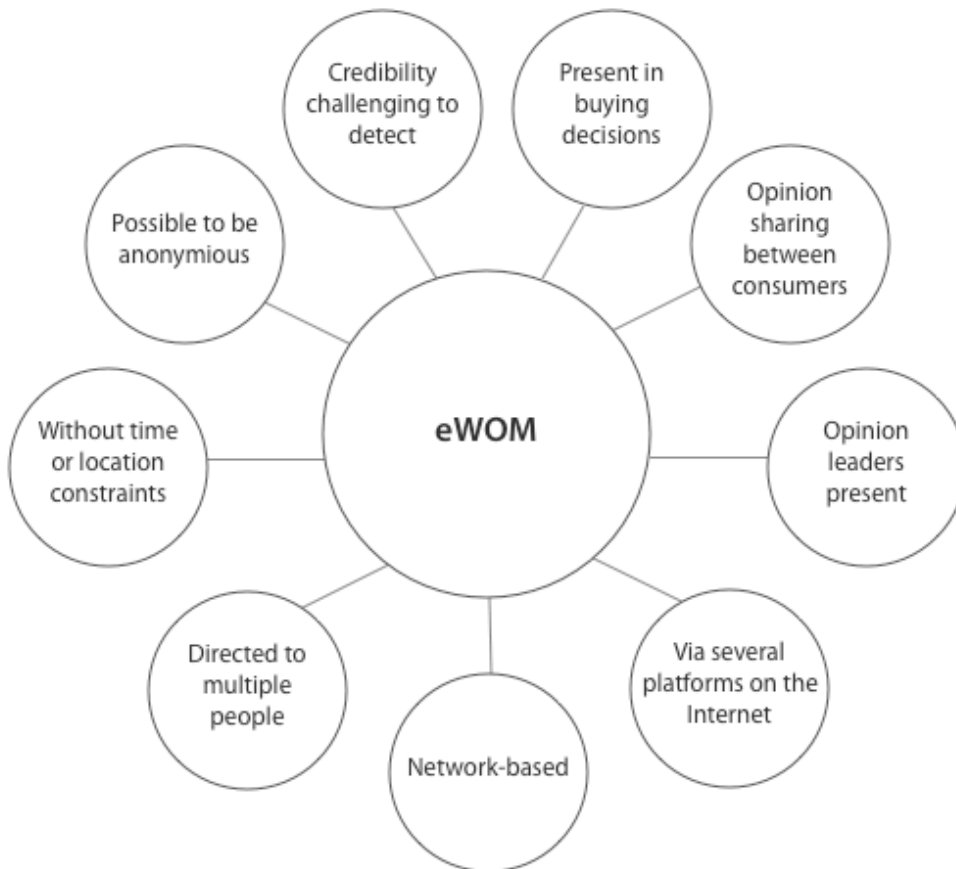 Credibility
challenging to
detect
Present in
buying
decisions
Possible to be
anonymious
Opinion
sharing
between
consumers
Without time
or location
constraints
eWOM
Opinion
leaders
present
Directed to
multiple
people
Network-based
Via several
platforms on the
Internet